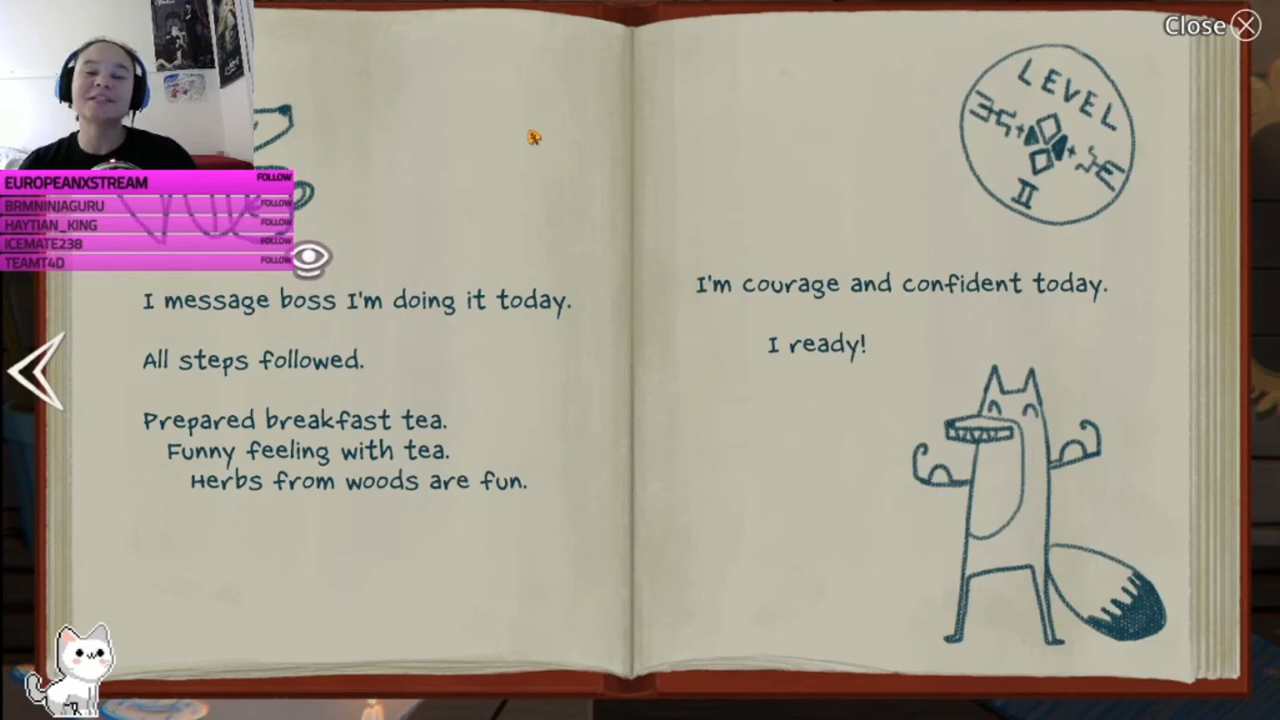 Close
EUROPEANXSTREAM FOLLOW
BRMNINJAGURU FOLLOW
HAYTIAN_KING FOLLOW
ICEMATE238 FOLLOW
TEAMT4D FOLLOW
I message boss I'm doing it today.
All steps followed.
Prepared breakfast tea.
Funny feeling with tea.
Herbs from woods are fun.
LEVEL
II
I'm courage and confident today.
I ready!